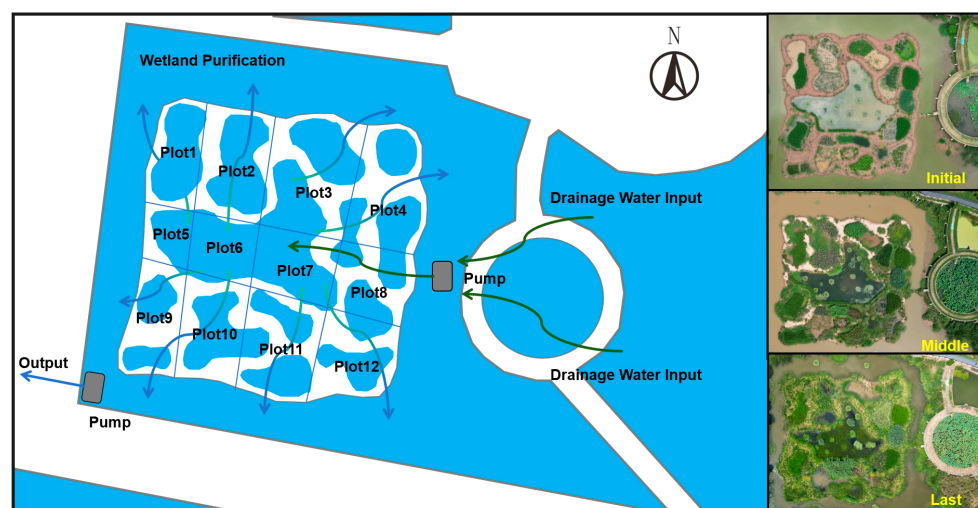 N
Wetland Purification
Plot1
Plot2
Plot3
Plot4
Plot5
Plot6
Plot7
Plot8
Plot9
Plot10
Plot11
Plot12
Drainage Water Input
Pump
Drainage Water Input
Output
Pump
Initial
Middle
Last